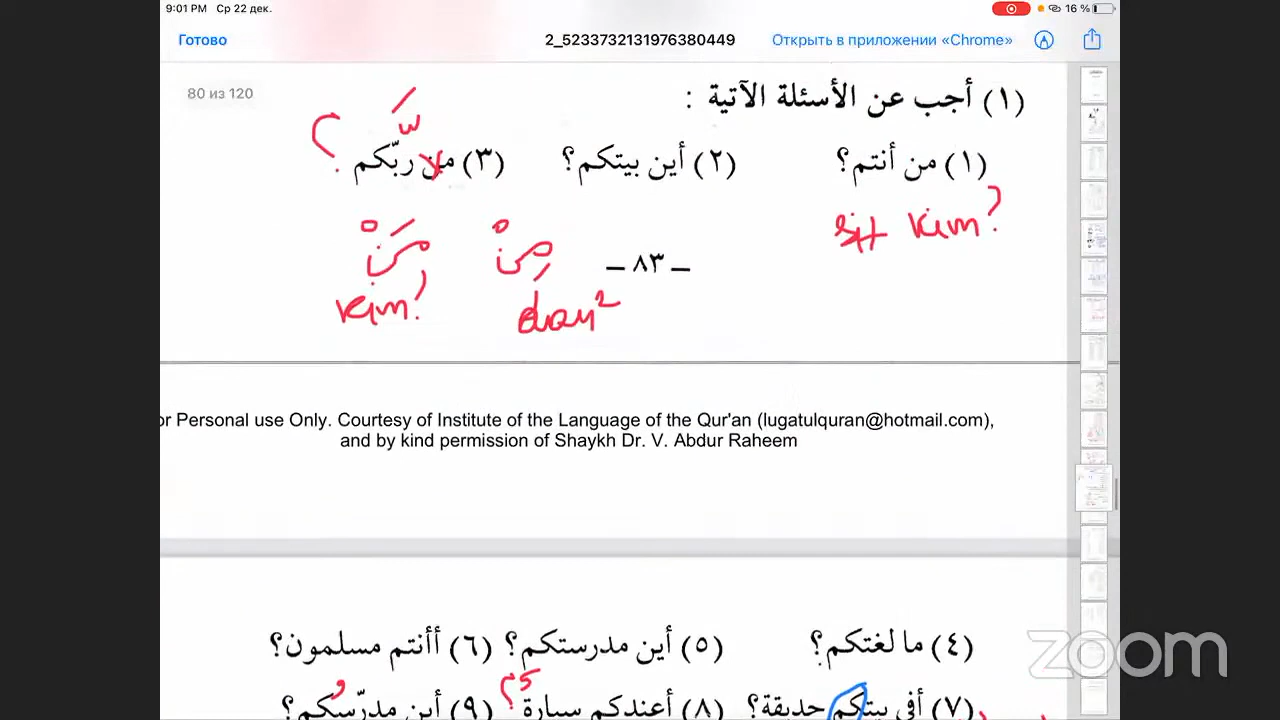 9:01 PM Ср 22 дек. 16 %
Готово 2_5233732131976380449 Открыть в приложении «Chrome»
80 из 120
(١) أجب عن الأسئلة الآتية :
(١) من أنتم؟ (٢) أين بيتكم؟ (٣) من ربّكم
kim?
مَنْ مِنْ
kim? dan²
– ٨٣ –
or Personal use Only. Courtesy of Institute of the Language of the Qur'an (lugatulquran@hotmail.com),
and by kind permission of Shaykh Dr. V. Abdur Raheem
(٤) ما لغتكم؟ (٥) أين مدرستكم؟ (٦) أأنتم مسلمون؟
(٧) أفي بيتكم حديقة؟ (٨) أعندكم سيارة؟ (٩) أين مدرّسكم؟
zoom